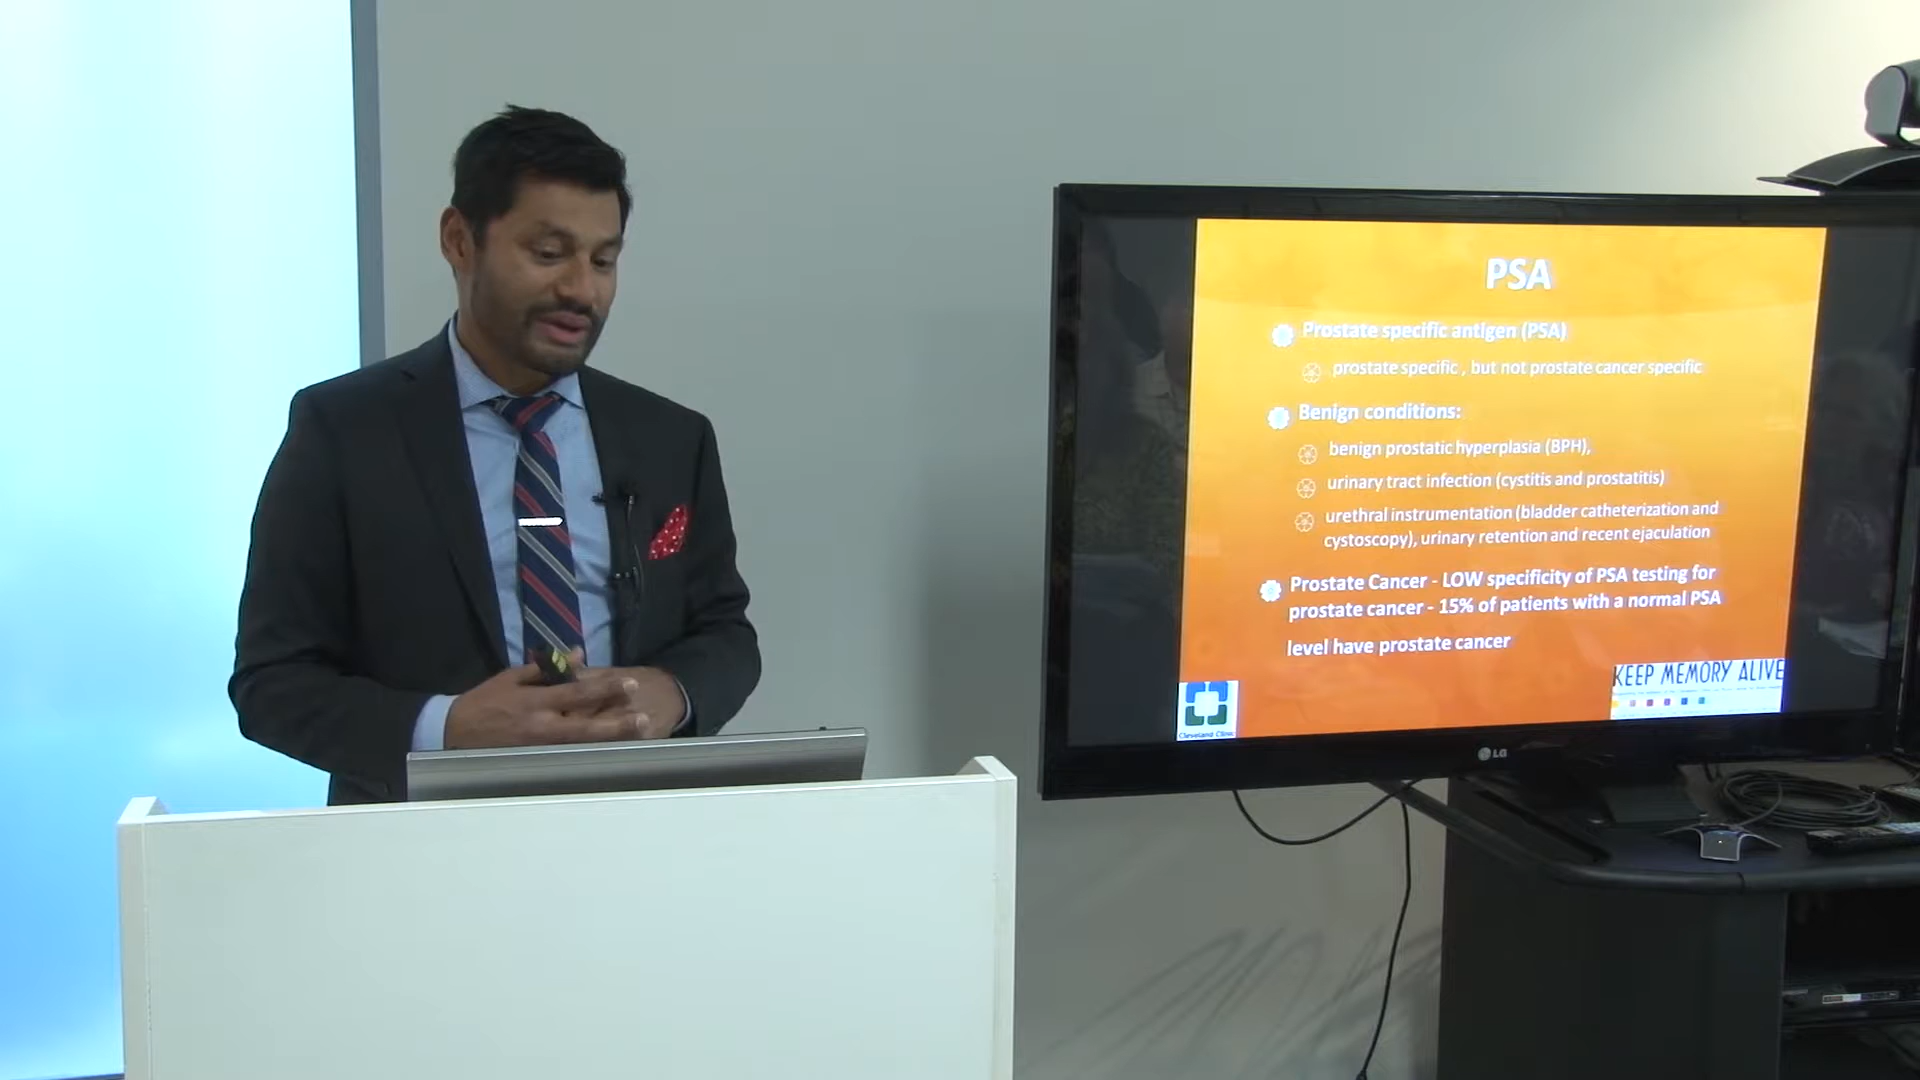 PSA
Prostate specific antigen (PSA)
prostate specific , but not prostate cancer specific
Benign conditions:
benign prostatic hyperplasia (BPH),
urinary tract infection (cystitis and prostatitis)
urethral instrumentation (bladder catheterization and
cystoscopy), urinary retention and recent ejaculation
Prostate Cancer - LOW specificity of PSA testing for
prostate cancer - 15% of patients with a normal PSA
level have prostate cancer
KEEP MEMORY ALIVE
Cleveland Clinic
LG